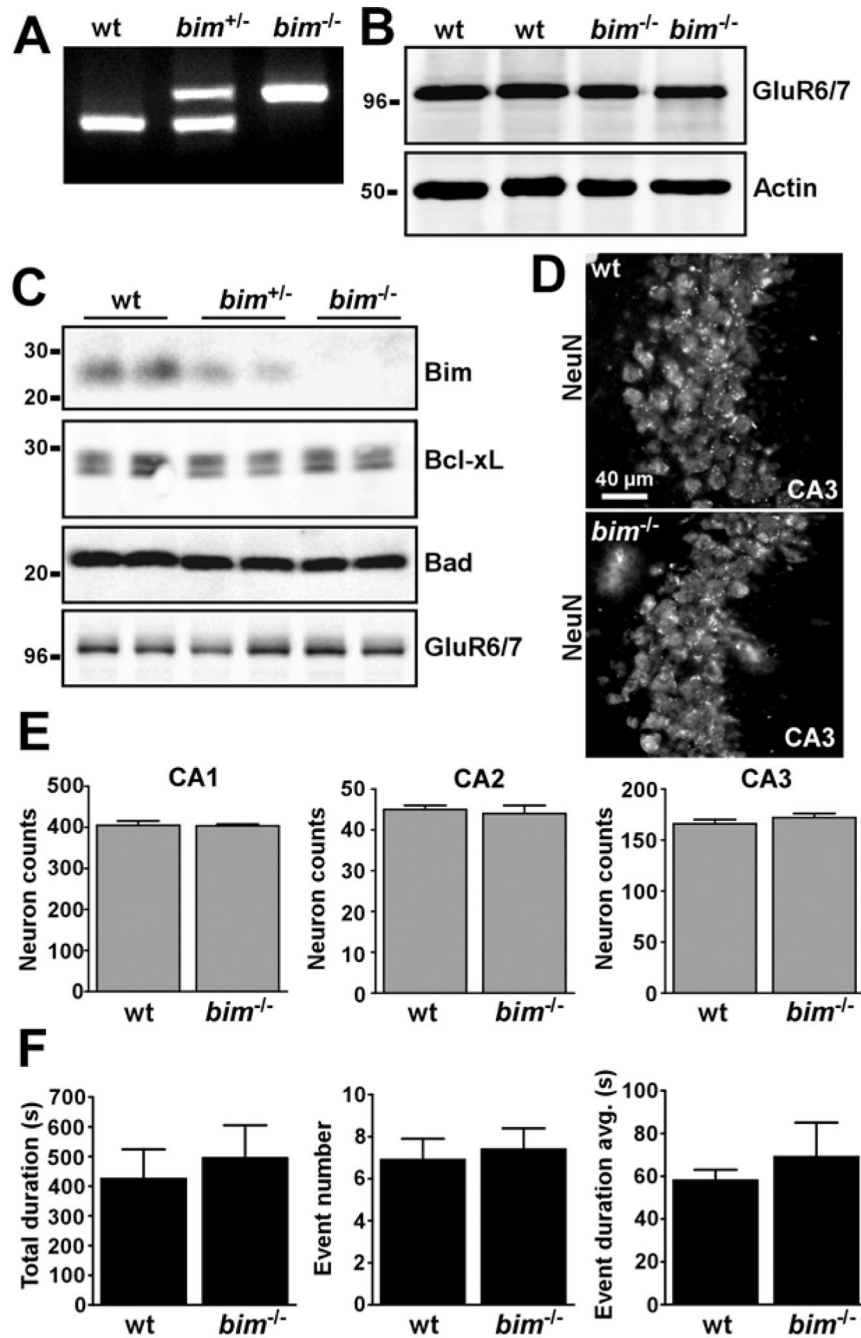 A
wt bim+/- bim-/-
B
wt wt bim-/- bim-/-
96
GluR6/7
50
Actin
C
wt bim+/- bim-/-
30
20
Bim
30
Bcl-xL
20
Bad
96
GluR6/7
D
wt
NeuN
40 µm
CA3
bim-/-
NeuN
CA3
E
CA1
Neuron counts
500
400
300
200
100
0
wt bim-/-
CA2
Neuron counts
50
40
30
20
10
0
wt bim-/-
CA3
Neuron counts
200
150
100
50
0
wt bim-/-
F
Total duration (s)
700
600
500
400
300
200
100
0
wt bim-/-
Event number
10
8
6
4
2
0
wt bim-/-
Event duration avg. (s)
100
80
60
40
20
0
wt bim-/-